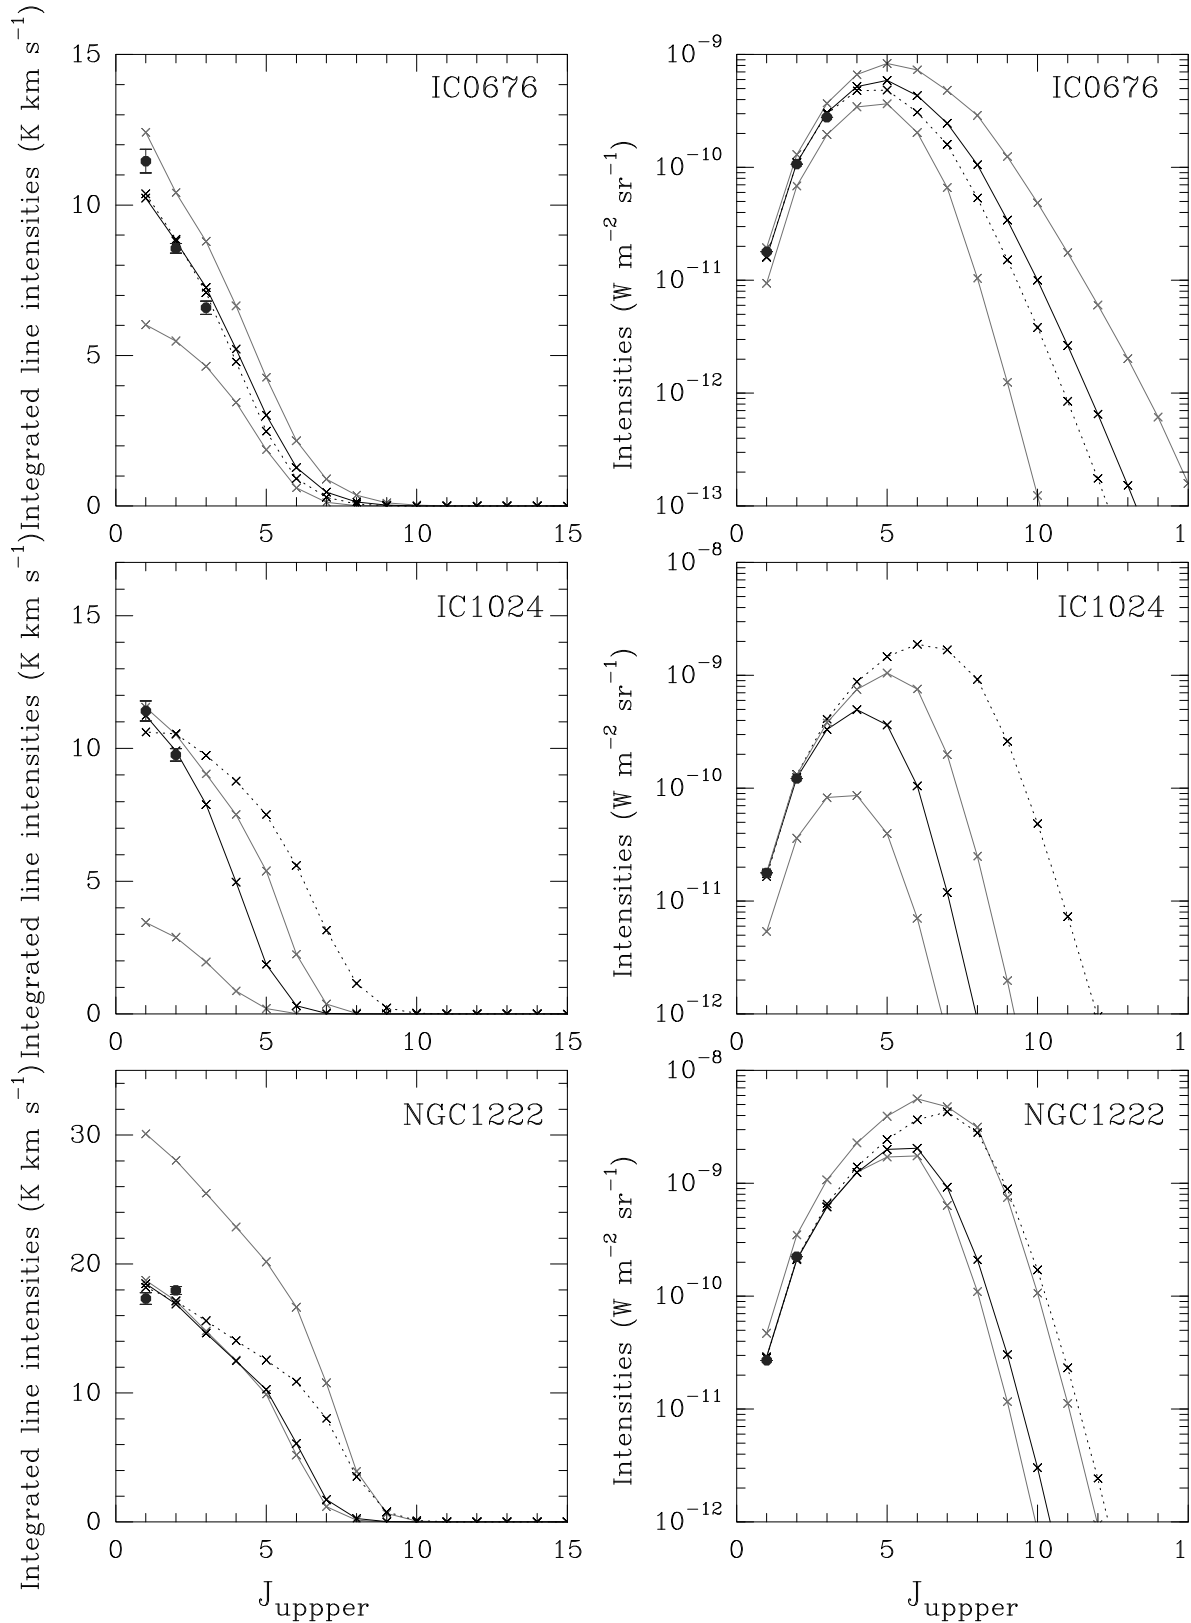 Integrated line intensities (K km s⁻¹)
15
10
5
0
IC0676
0 5 10 15
Intensities (W m⁻² sr⁻¹)
10⁻⁹
10⁻¹⁰
10⁻¹¹
10⁻¹²
10⁻¹³
IC0676
0 5 10 1
Integrated line intensities (K km s⁻¹)
15
10
5
0
IC1024
0 5 10 15
Intensities (W m⁻² sr⁻¹)
10⁻⁸
10⁻⁹
10⁻¹⁰
10⁻¹¹
10⁻¹²
IC1024
0 5 10 1
Integrated line intensities (K km s⁻¹)
30
20
10
0
NGC1222
0 5 10 15
J_uppper
Intensities (W m⁻² sr⁻¹)
10⁻⁸
10⁻⁹
10⁻¹⁰
10⁻¹¹
10⁻¹²
NGC1222
0 5 10 1
J_uppper